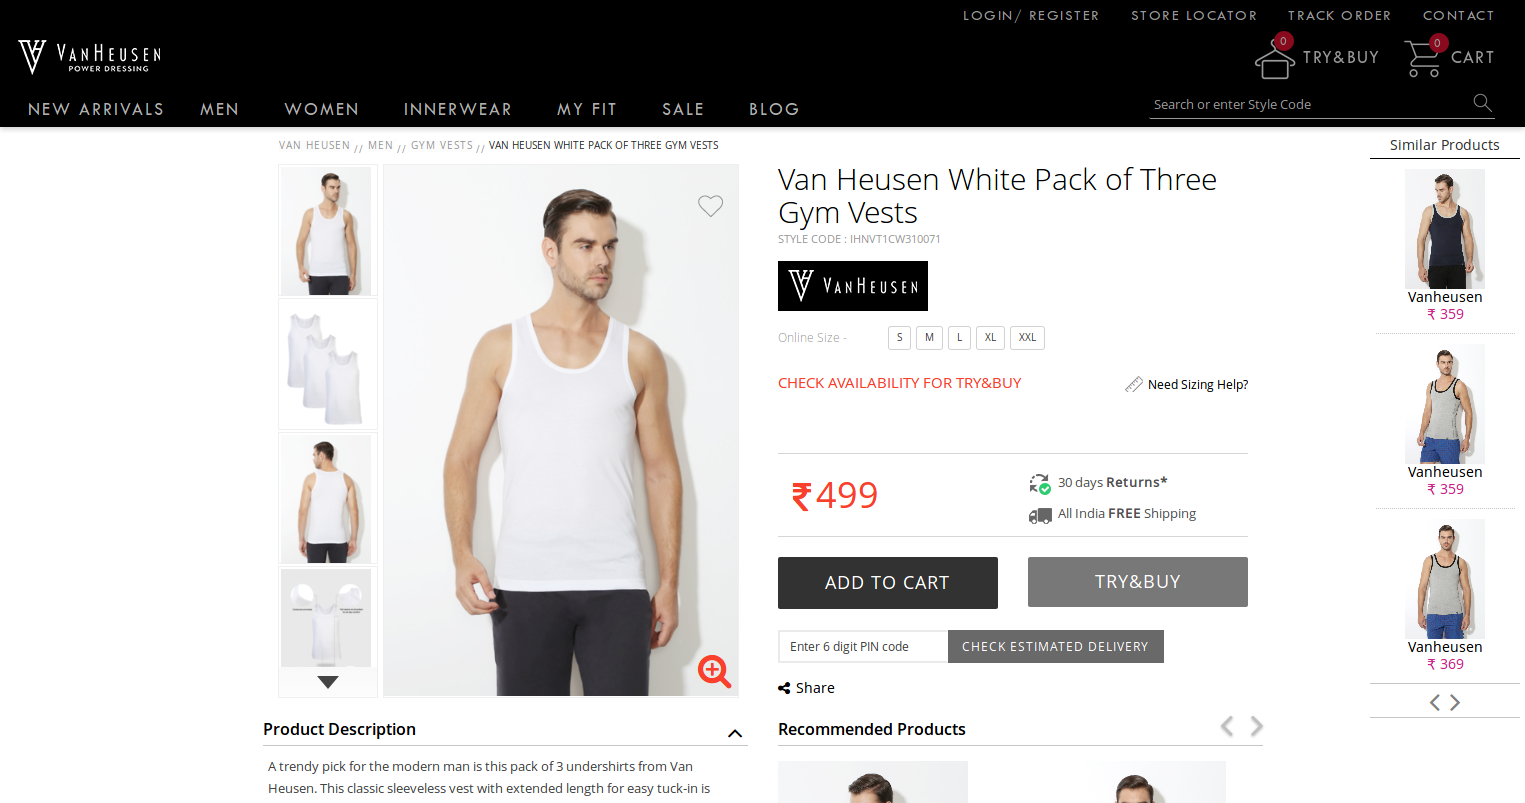 LOGIN/ REGISTER STORE LOCATOR TRACK ORDER CONTACT
VANHEUSEN
POWER DRESSING
0 TRY&BUY 0 CART
NEW ARRIVALS MEN WOMEN INNERWEAR MY FIT SALE BLOG
Search or enter Style Code
VAN HEUSEN // MEN // GYM VESTS // VAN HEUSEN WHITE PACK OF THREE GYM VESTS
Van Heusen White Pack of Three
Gym Vests
STYLE CODE : IHNVT1CW310071
VANHEUSEN
Online Size - S M L XL XXL
CHECK AVAILABILITY FOR TRY&BUY
Need Sizing Help?
₹ 499
30 days Returns*
All India FREE Shipping
ADD TO CART TRY&BUY
Enter 6 digit PIN code CHECK ESTIMATED DELIVERY
Share
Similar Products
Vanheusen
₹ 359
Vanheusen
₹ 359
Vanheusen
₹ 369
Product Description
A trendy pick for the modern man is this pack of 3 undershirts from Van
Heusen. This classic sleeveless vest with extended length for easy tuck-in is
Recommended Products